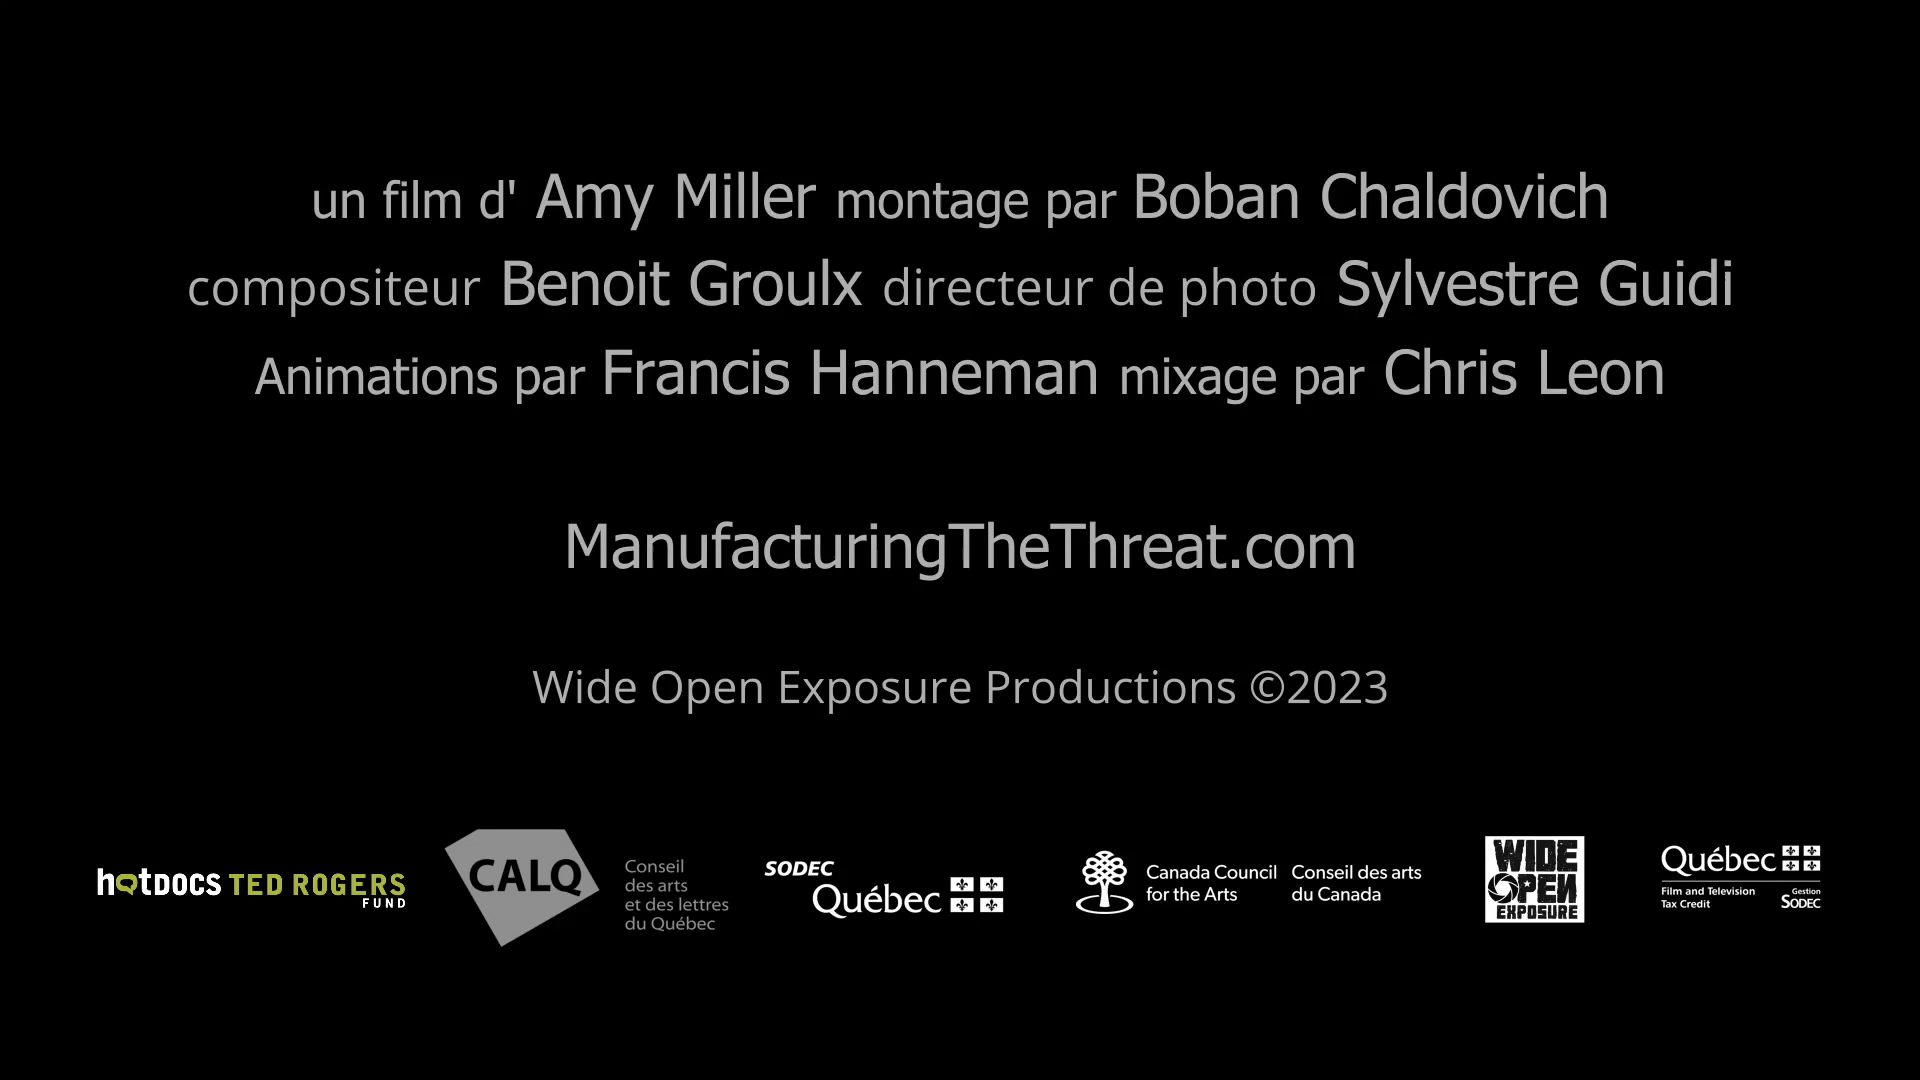 un film d' Amy Miller montage par Boban Chaldovich
compositeur Benoit Groulx directeur de photo Sylvestre Guidi
Animations par Francis Hanneman mixage par Chris Leon
ManufacturingTheThreat.com
Wide Open Exposure Productions ©2023
hotDOCS TED ROGERS
FUND
CALQ
Conseil
des arts
et des lettres
du Québec
SODEC
Québec
Canada Council
for the Arts
Conseil des arts
du Canada
WIDE
OPEN
EXPOSURE
Québec
Film and Television
Tax Credit
Gestion
SODEC